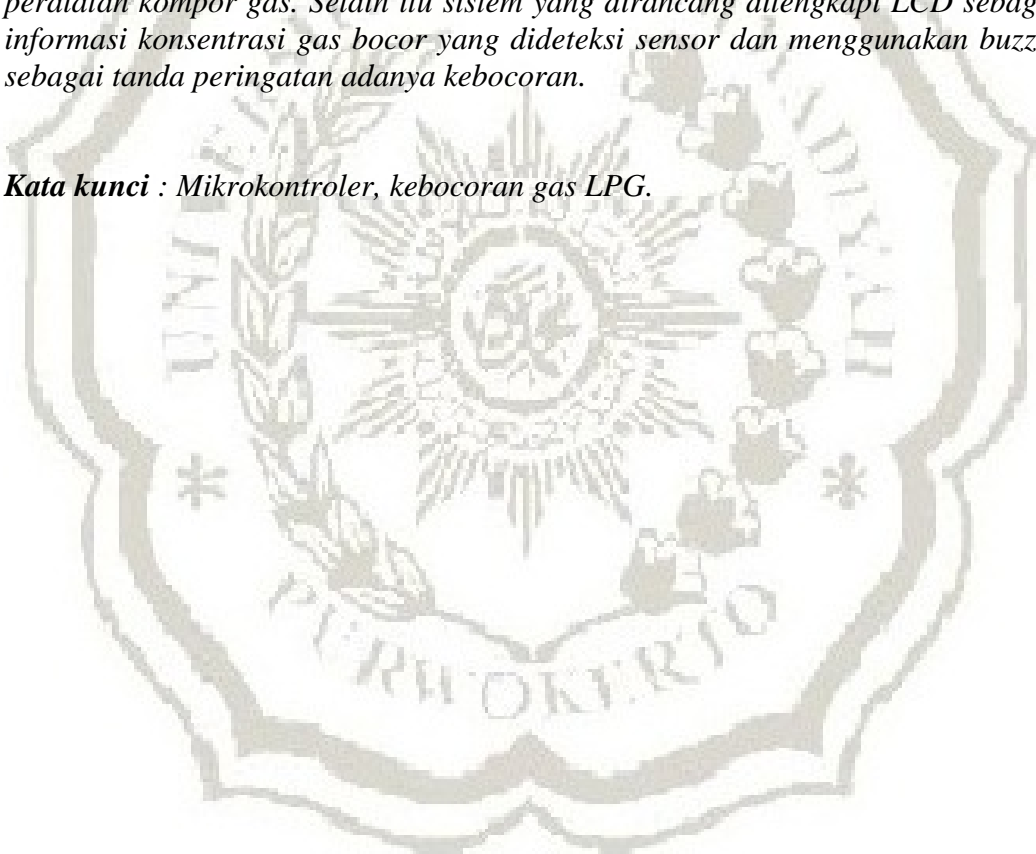 peralatan kompor gas. Selain itu sistem yang dirancang dilengkapi LCD sebag
informasi konsentrasi gas bocor yang dideteksi sensor dan menggunakan buzz
sebagai tanda peringatan adanya kebocoran.
Kata kunci : Mikrokontroler, kebocoran gas LPG.
PURWOKERTO